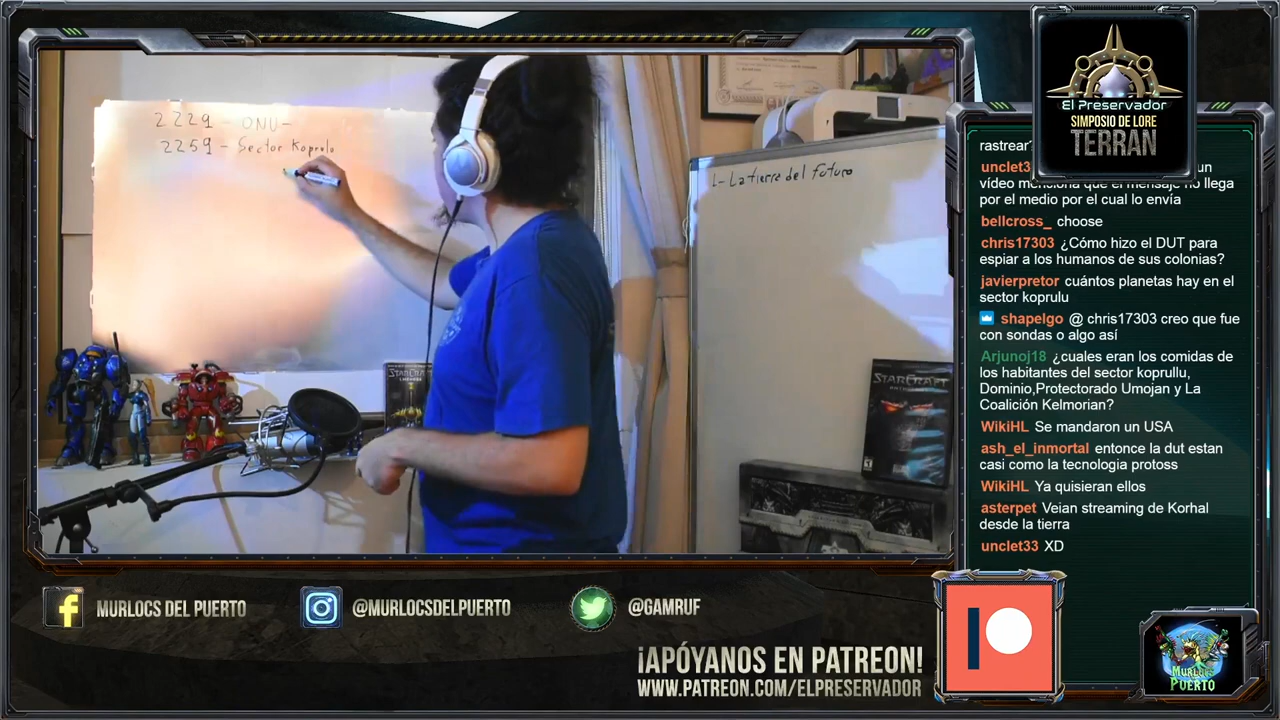 2229 - ONU -
2259 - Sector Koprulu
1- La tierra del futuro
STARCRAFT
STARCRAFT
El Preservador
SIMPOSIO DE LORE
TERRAN
rastrear?
unclet3 un
vídeo menciona que el mensaje no llega
por el medio por el cual lo envía
bellcross_ choose
chris17303 ¿Cómo hizo el DUT para
espiar a los humanos de sus colonias?
javierpretor cuántos planetas hay en el
sector koprulu
shapelgo @ chris17303 creo que fue
con sondas o algo así
Arjunoj18 ¿cuales eran los comidas de
los habitantes del sector koprullu,
Dominio,Protectorado Umojan y La
Coalición Kelmorian?
WikiHL Se mandaron un USA
ash_el_inmortal entonce la dut estan
casi como la tecnologia protoss
WikiHL Ya quisieran ellos
asterpet Veian streaming de Korhal
desde la tierra
unclet33 XD
MURLOCS DEL PUERTO
@MURLOCSDELPUERTO
@GAMRUF
¡APÓYANOS EN PATREON!
WWW.PATREON.COM/ELPRESERVADOR
MURLOCS
PUERTO